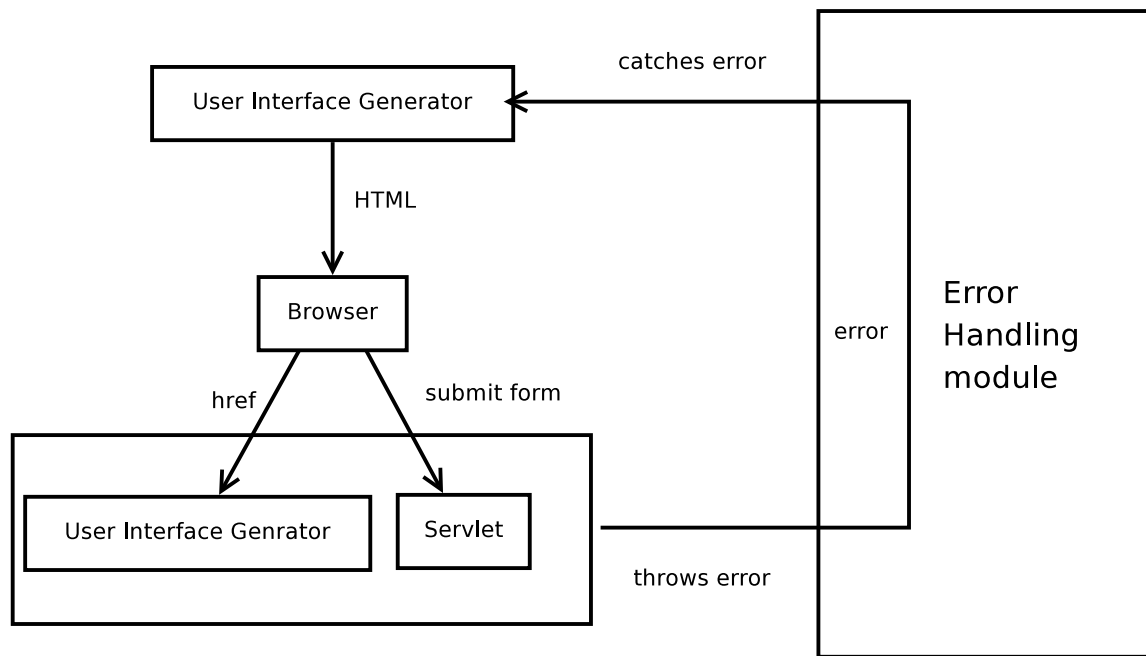 catches error
User Interface Generator
HTML
Browser
Error
Handling
module
error
href
submit form
User Interface Genrator
Servlet
throws error